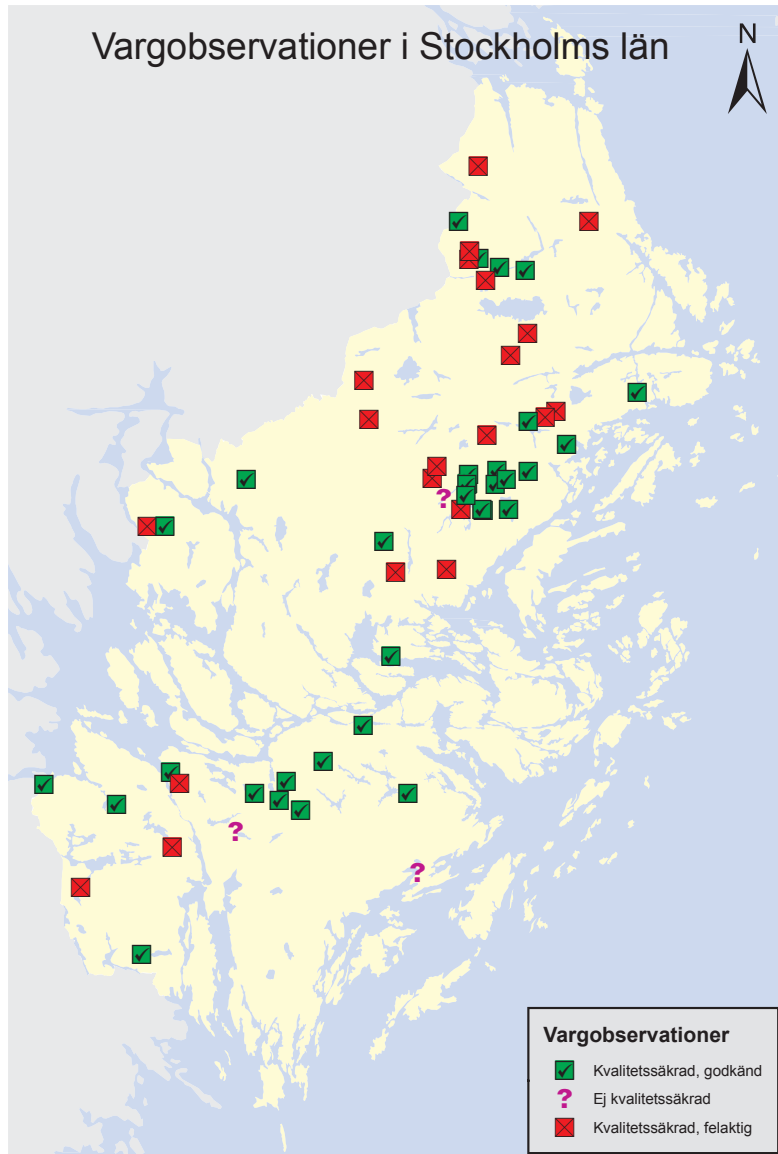 Vargobservationer i Stockholms län
N
Vargobservationer
Kvalitetssäkrad, godkänd
? Ej kvalitetssäkrad
Kvalitetssäkrad, felaktig